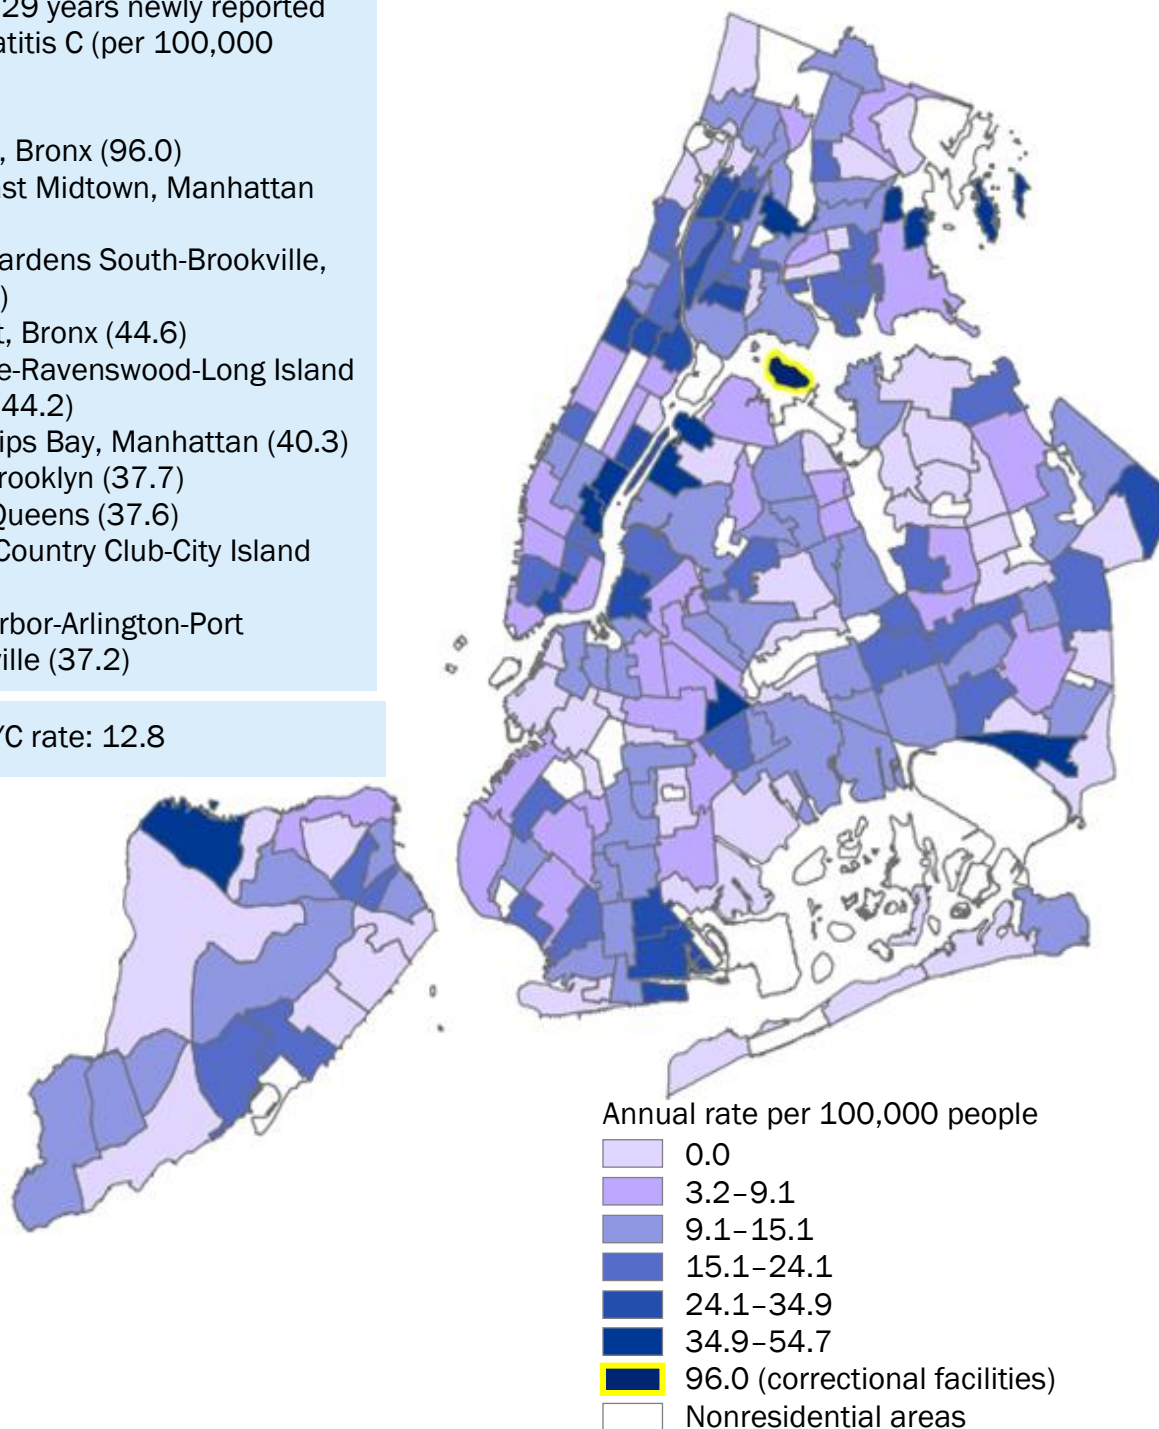 29 years newly reported
atitis C (per 100,000
, Bronx (96.0)
st Midtown, Manhattan
ardens South-Brookville,
)
t, Bronx (44.6)
e-Ravenswood-Long Island
44.2)
ips Bay, Manhattan (40.3)
rooklyn (37.7)
Queens (37.6)
Country Club-City Island
rbor-Arlington-Port
ville (37.2)
/C rate: 12.8
Annual rate per 100,000 people
0.0
3.2–9.1
9.1–15.1
15.1–24.1
24.1–34.9
34.9–54.7
96.0 (correctional facilities)
Nonresidential areas